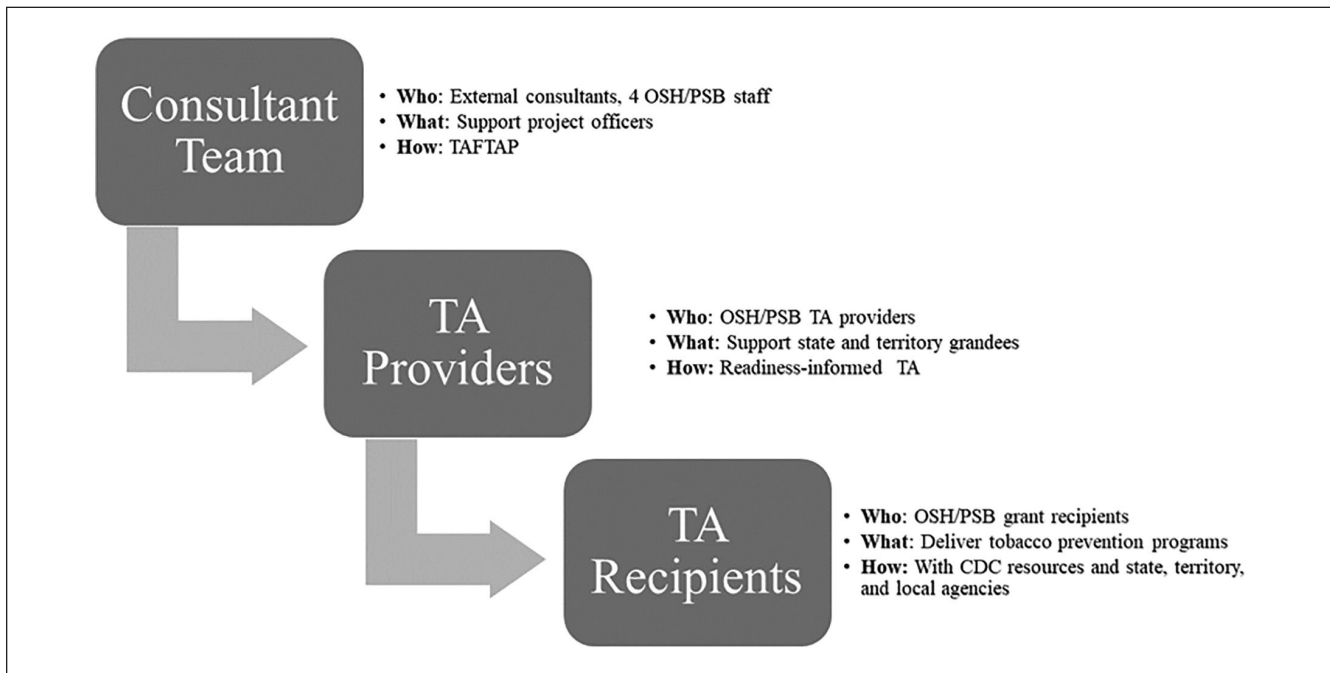 Consultant
Team
• Who: External consultants, 4 OSH/PSB staff
• What: Support project officers
• How: TAFTAP
TA
Providers
• Who: OSH/PSB TA providers
• What: Support state and territory grandees
• How: Readiness-informed TA
TA
Recipients
• Who: OSH/PSB grant recipients
• What: Deliver tobacco prevention programs
• How: With CDC resources and state, territory,
and local agencies